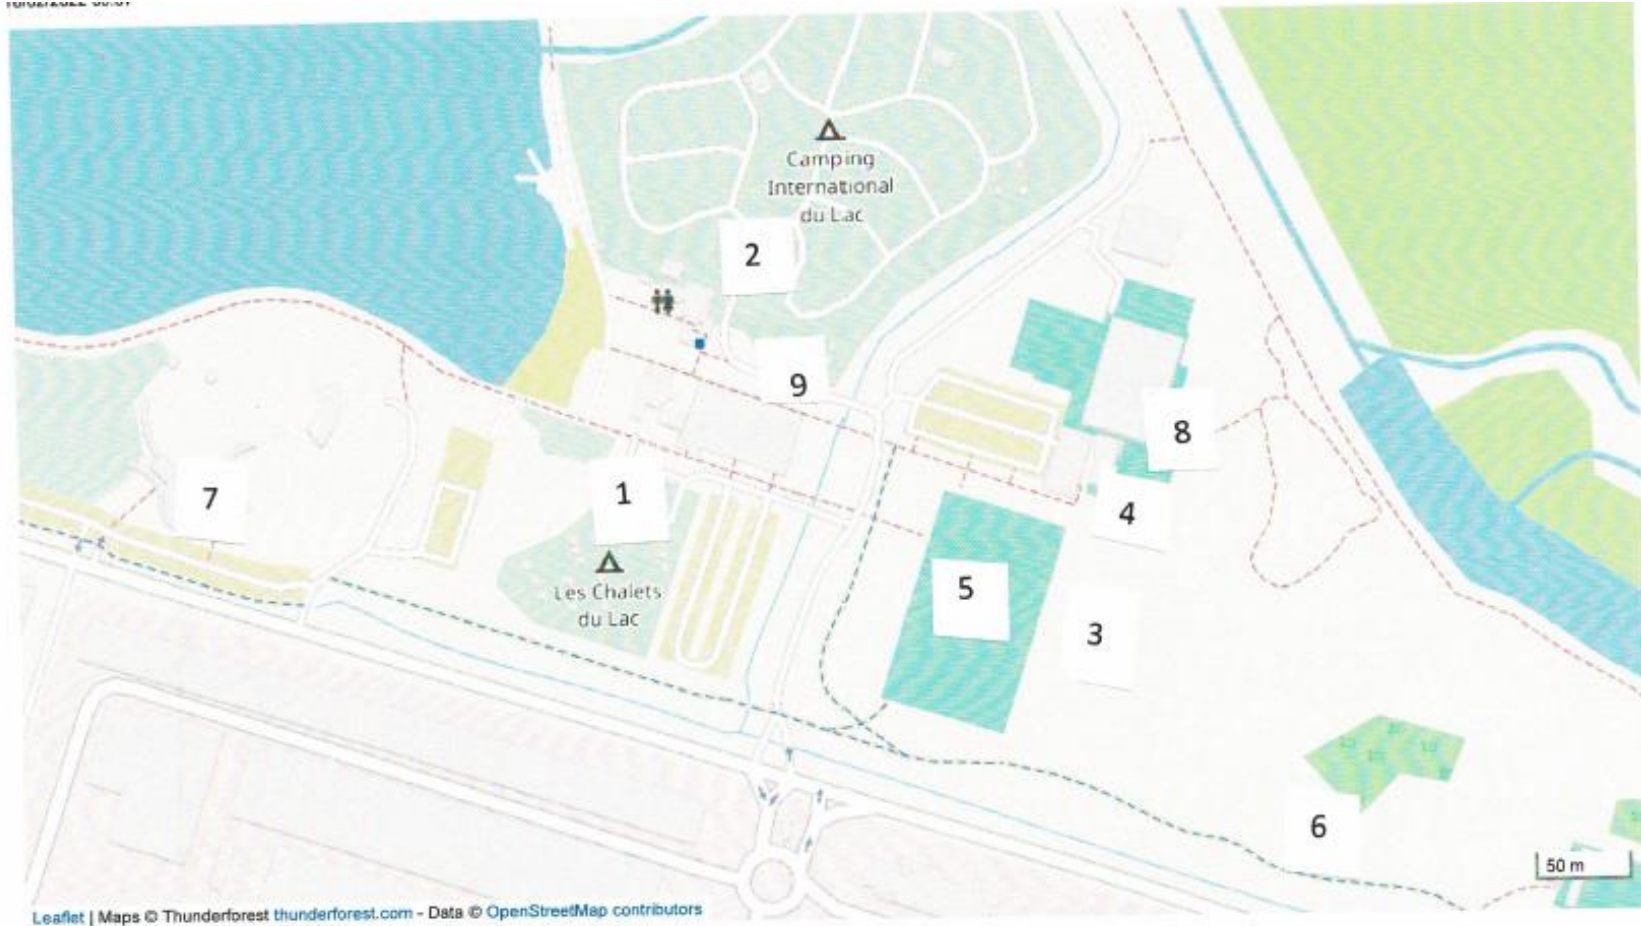 Camping
International
du Lac
2
9
8
7
1
4
Les Chalets
du Lac
5
3
6
50 m
Leaflet | Maps © Thunderforest thunderforest.com - Data © OpenStreetMap contributors